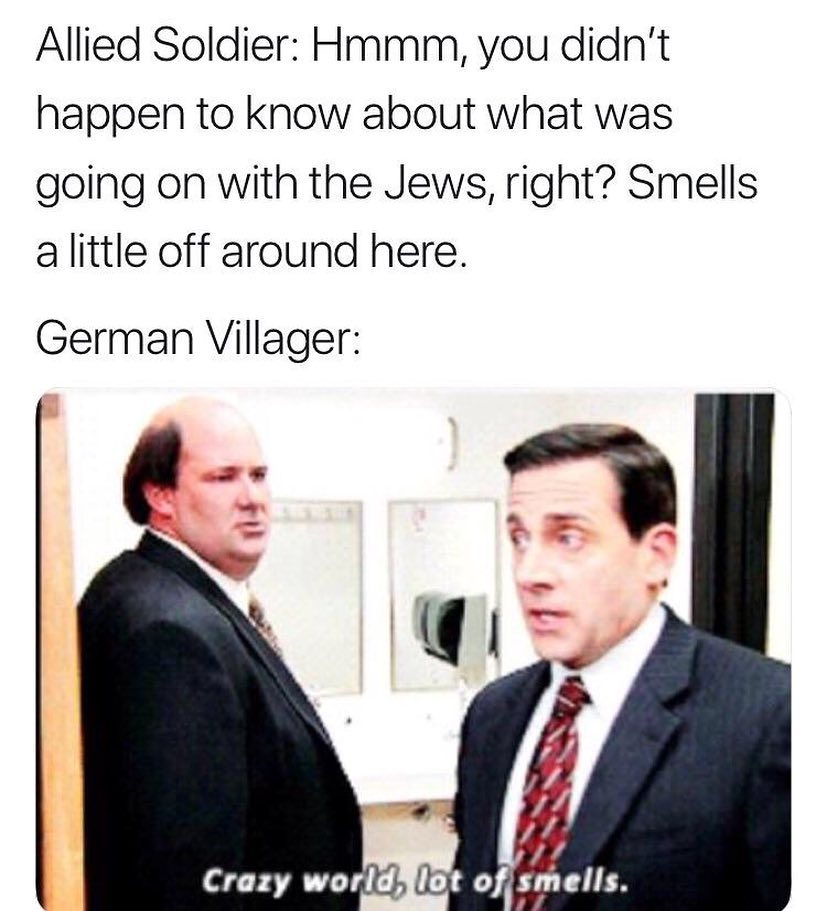 Allied Soldier: Hmmm, you didn’t
happen to know about what was
going on with the Jews, right? Smells
a little off around here.
German Villager:
Crazy world, lot of smells.